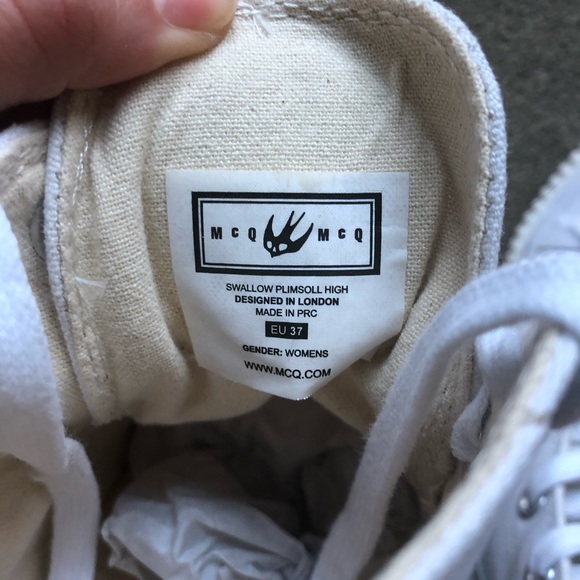 McQ McQ
SWALLOW PLIMSOLL HIGH
DESIGNED IN LONDON
MADE IN PRC
EU 37
GENDER: WOMENS
WWW.MCQ.COM